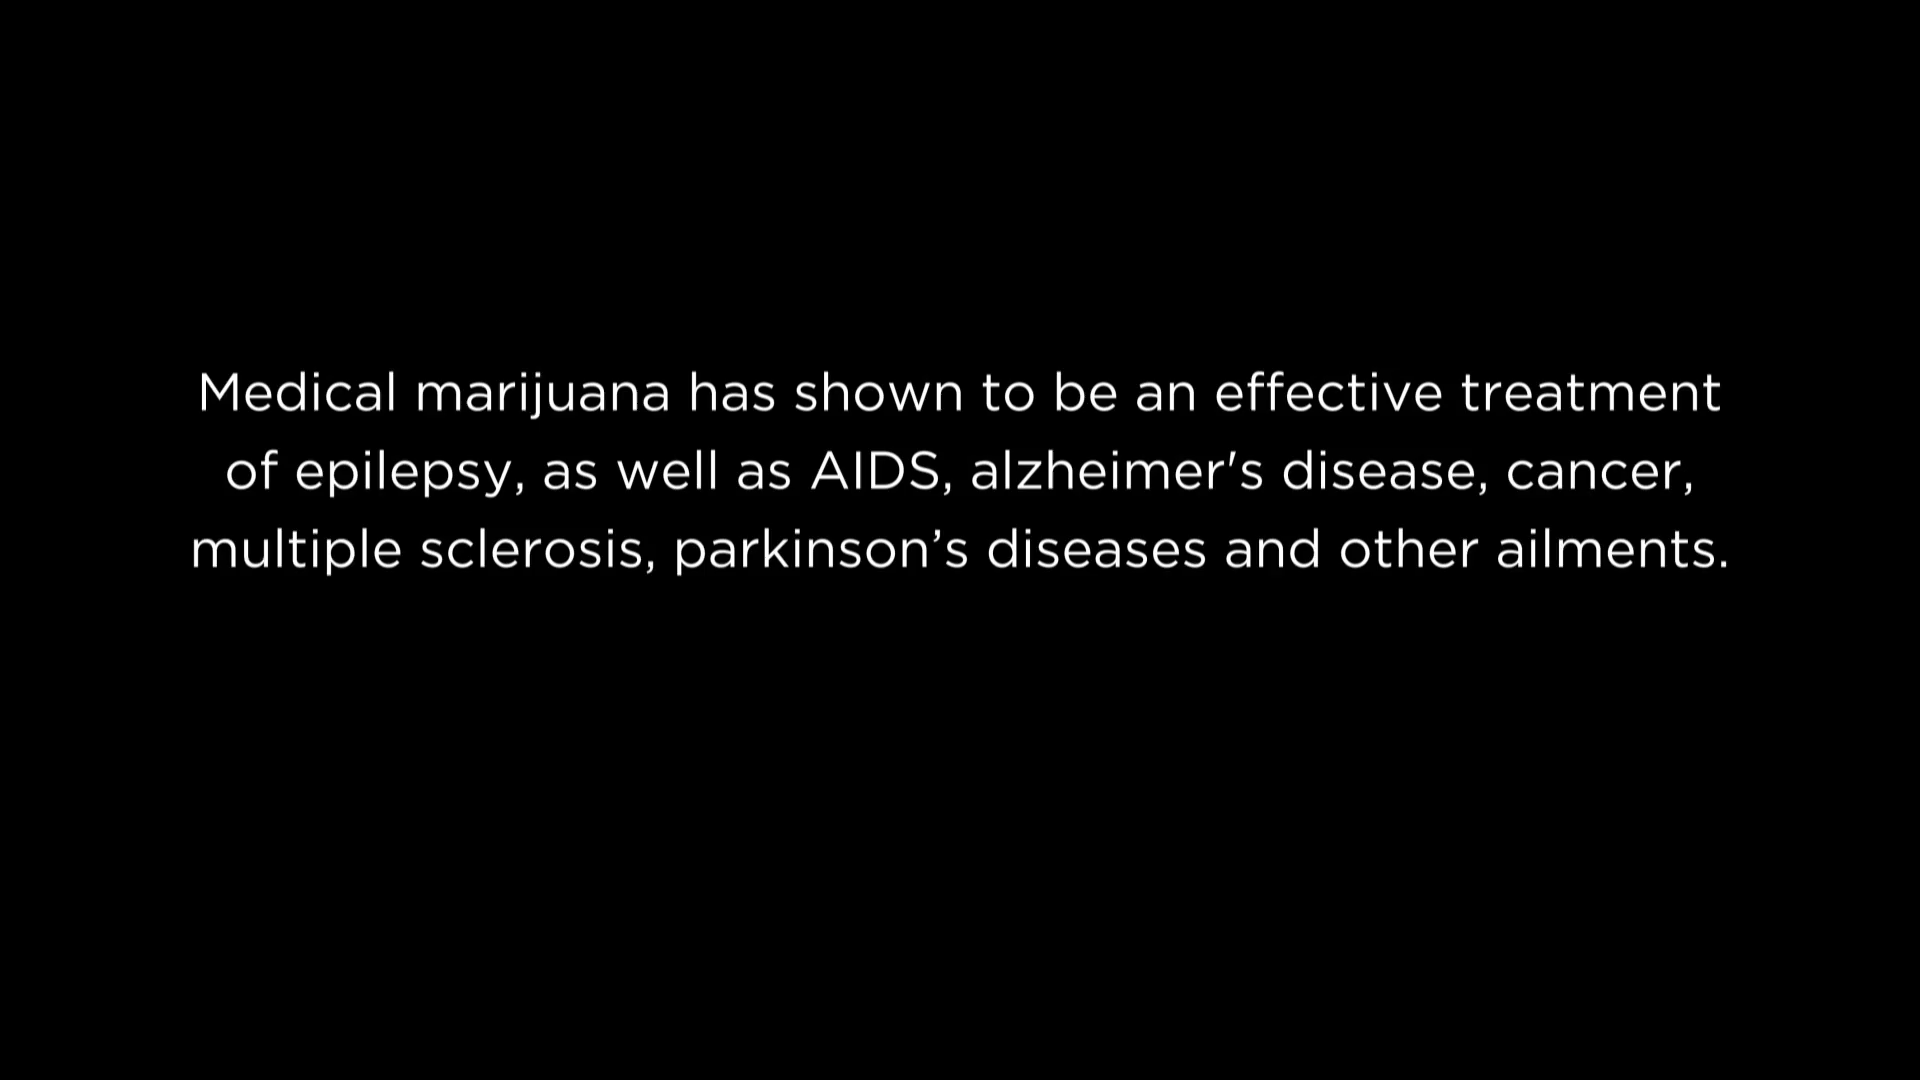 Medical marijuana has shown to be an effective treatment
of epilepsy, as well as AIDS, alzheimer's disease, cancer,
multiple sclerosis, parkinson’s diseases and other ailments.